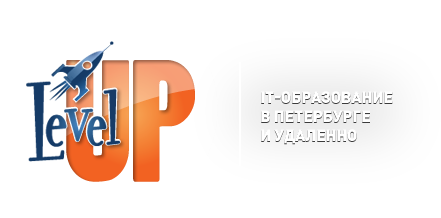 Level
UP
IT-ОБРАЗОВАНИЕ
В ПЕТЕРБУРГЕ
И УДАЛЕННО